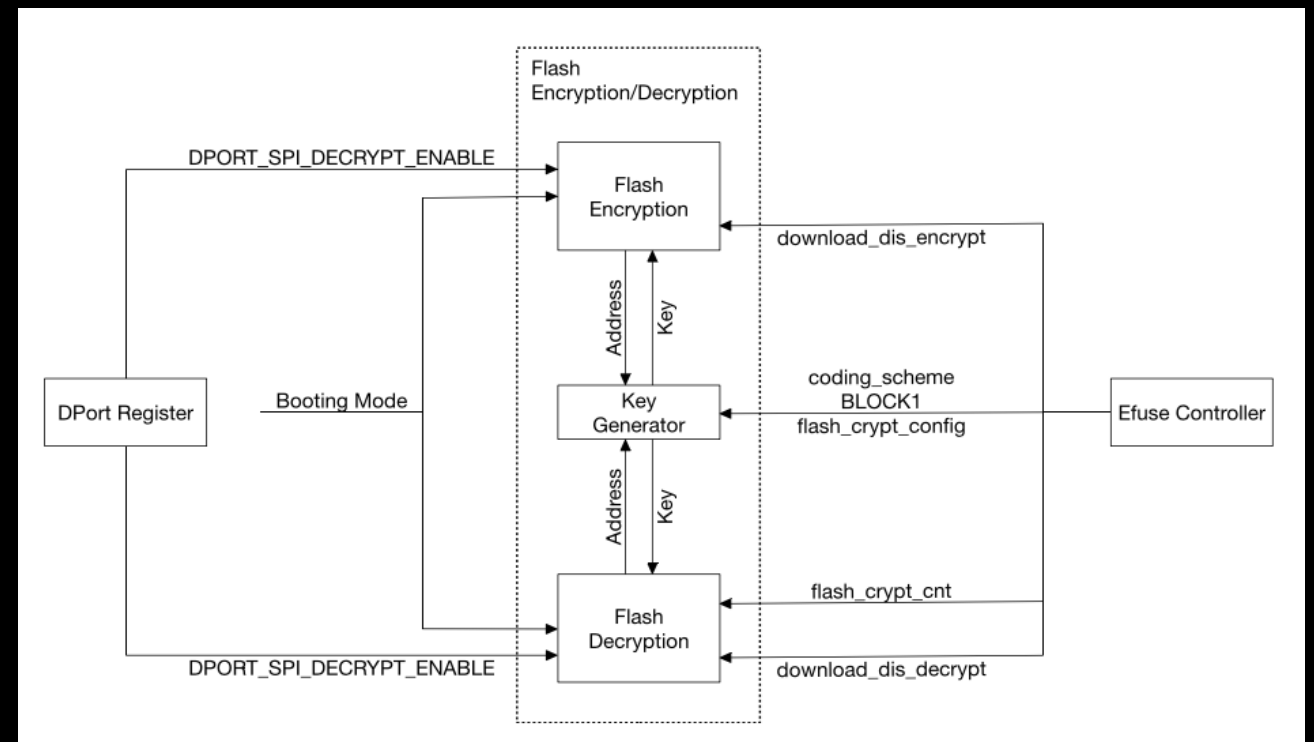 Flash
Encryption/Decryption
DPORT_SPI_DECRYPT_ENABLE
Flash
Encryption
download_dis_encrypt
Address
Key
DPort Register
Booting Mode
Key
Generator
coding_scheme
BLOCK1
flash_crypt_config
Efuse Controller
Address
Key
flash_crypt_cnt
Flash
Decryption
DPORT_SPI_DECRYPT_ENABLE
download_dis_decrypt